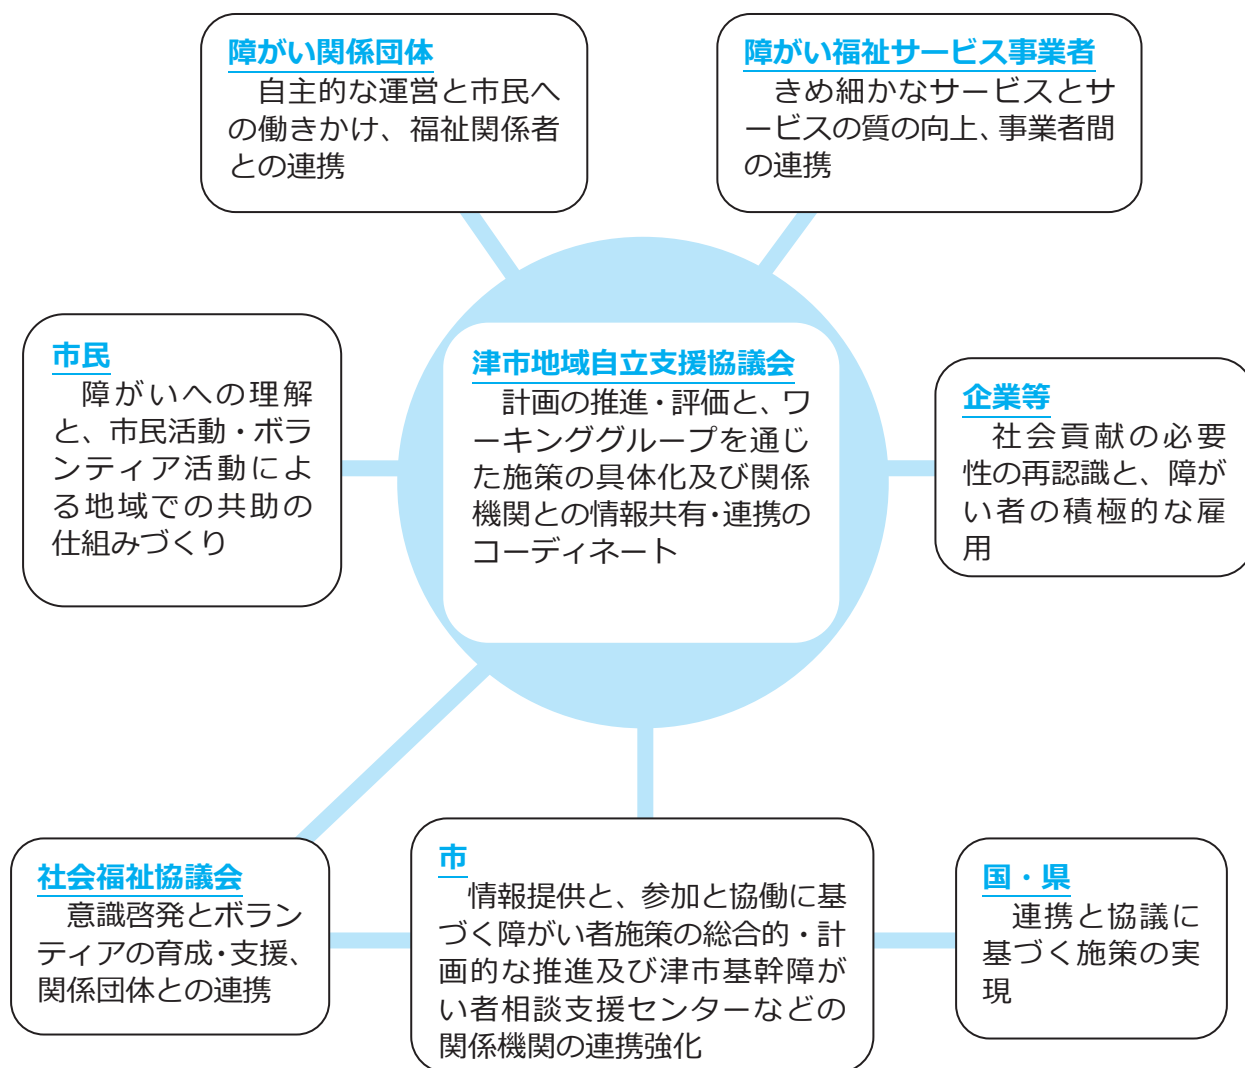 障がい関係団体
自主的な運営と市民へ
の働きかけ、福祉関係者
との連携
障がい福祉サービス事業者
きめ細かなサービスとサ
ービスの質の向上、事業者間
の連携
市民
障がいへの理解
と、市民活動・ボラ
ンティア活動によ
る地域での共助の
仕組みづくり
津市地域自立支援協議会
計画の推進・評価と、ワ
ーキンググループを通じ
た施策の具体化及び関係
機関との情報共有・連携の
コーディネート
企業等
社会貢献の必要
性の再認識と、障が
い者の積極的な雇
用
社会福祉協議会
意識啓発とボラン
ティアの育成・支援、
関係団体との連携
市
情報提供と、参加と協働に基
づく障がい者施策の総合的・計
画的な推進及び津市基幹障が
い者相談支援センターなどの
関係機関の連携強化
国・県
連携と協議に
基づく施策の実
現